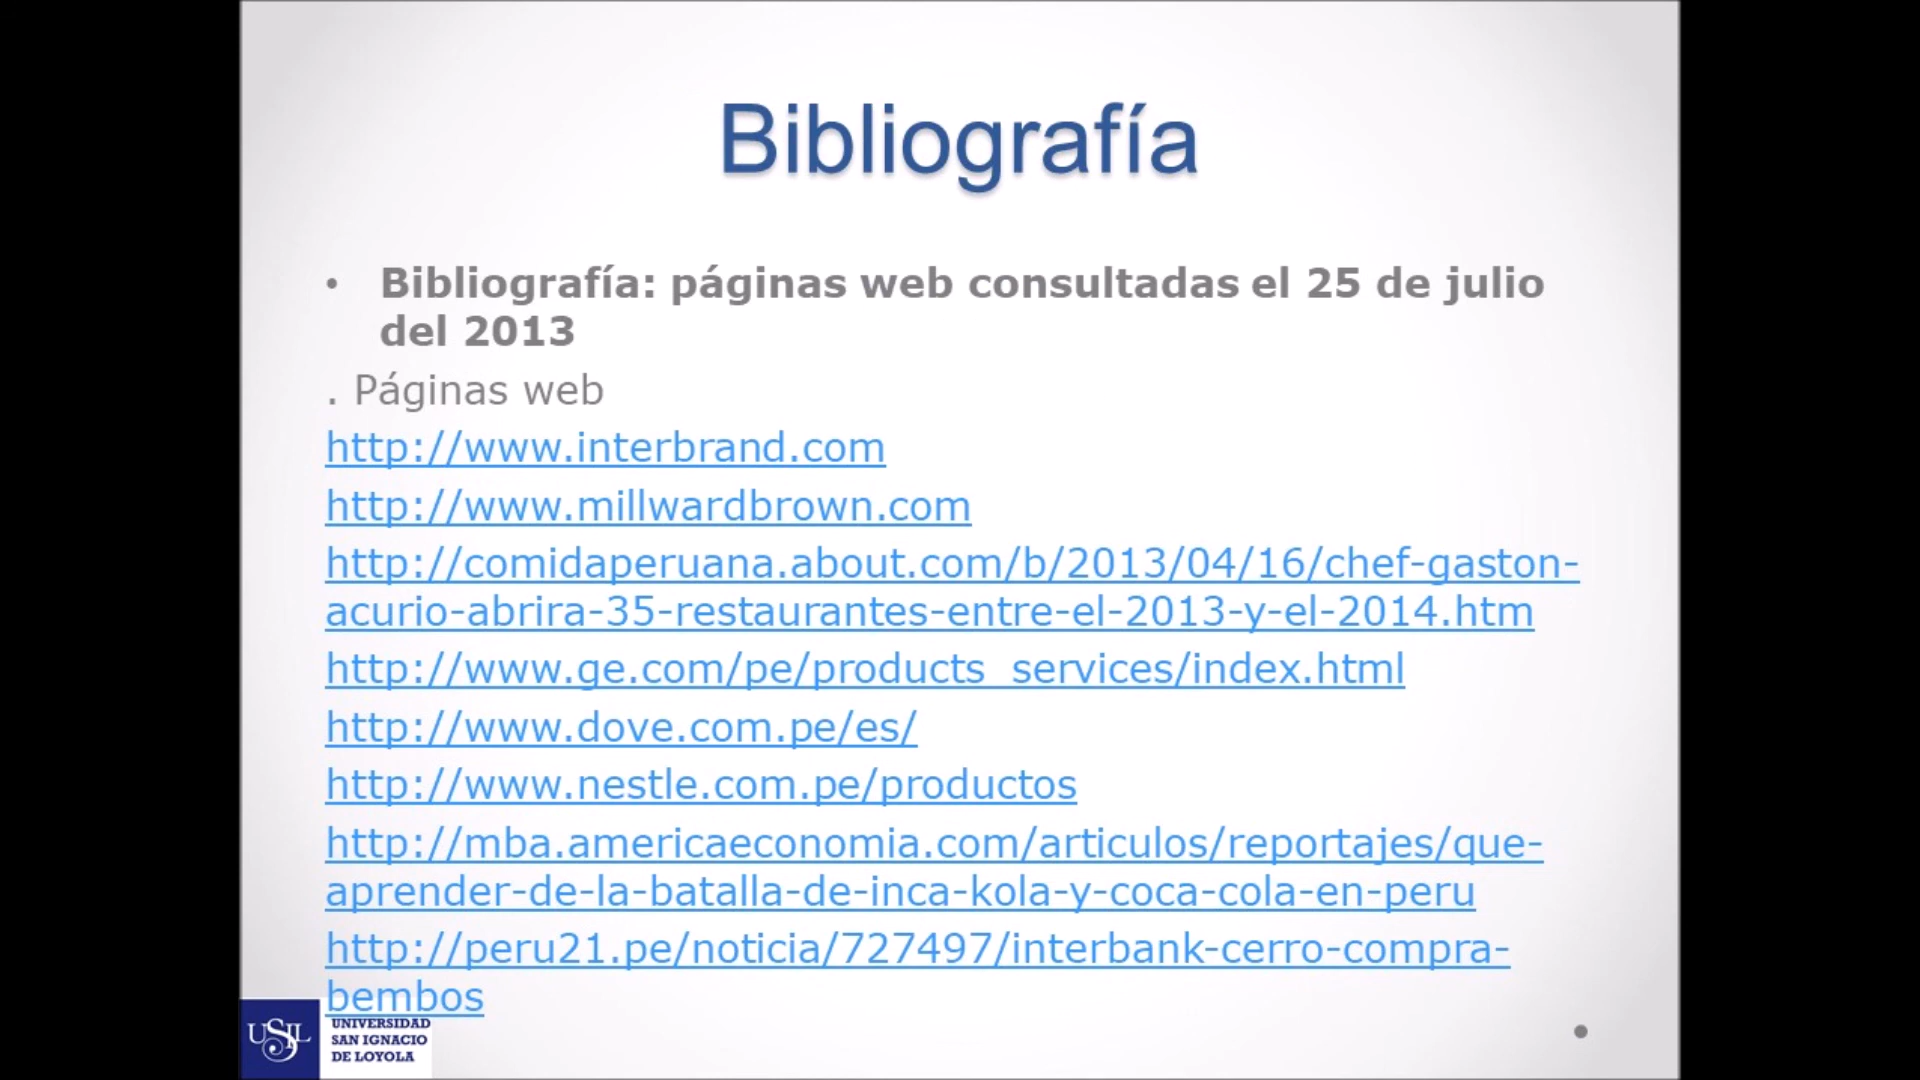 Bibliografía
• Bibliografía: páginas web consultadas el 25 de julio
del 2013
. Páginas web
http://www.interbrand.com
http://www.millwardbrown.com
http://comidaperuana.about.com/b/2013/04/16/chef-gaston-
acurio-abrira-35-restaurantes-entre-el-2013-y-el-2014.htm
http://www.ge.com/pe/products_services/index.html
http://www.dove.com.pe/es/
http://www.nestle.com.pe/productos
http://mba.americaeconomia.com/articulos/reportajes/que-
aprender-de-la-batalla-de-inca-kola-y-coca-cola-en-peru
http://peru21.pe/noticia/727497/interbank-cerro-compra-
bembos
USIL
UNIVERSIDAD
SAN IGNACIO
DE LOYOLA